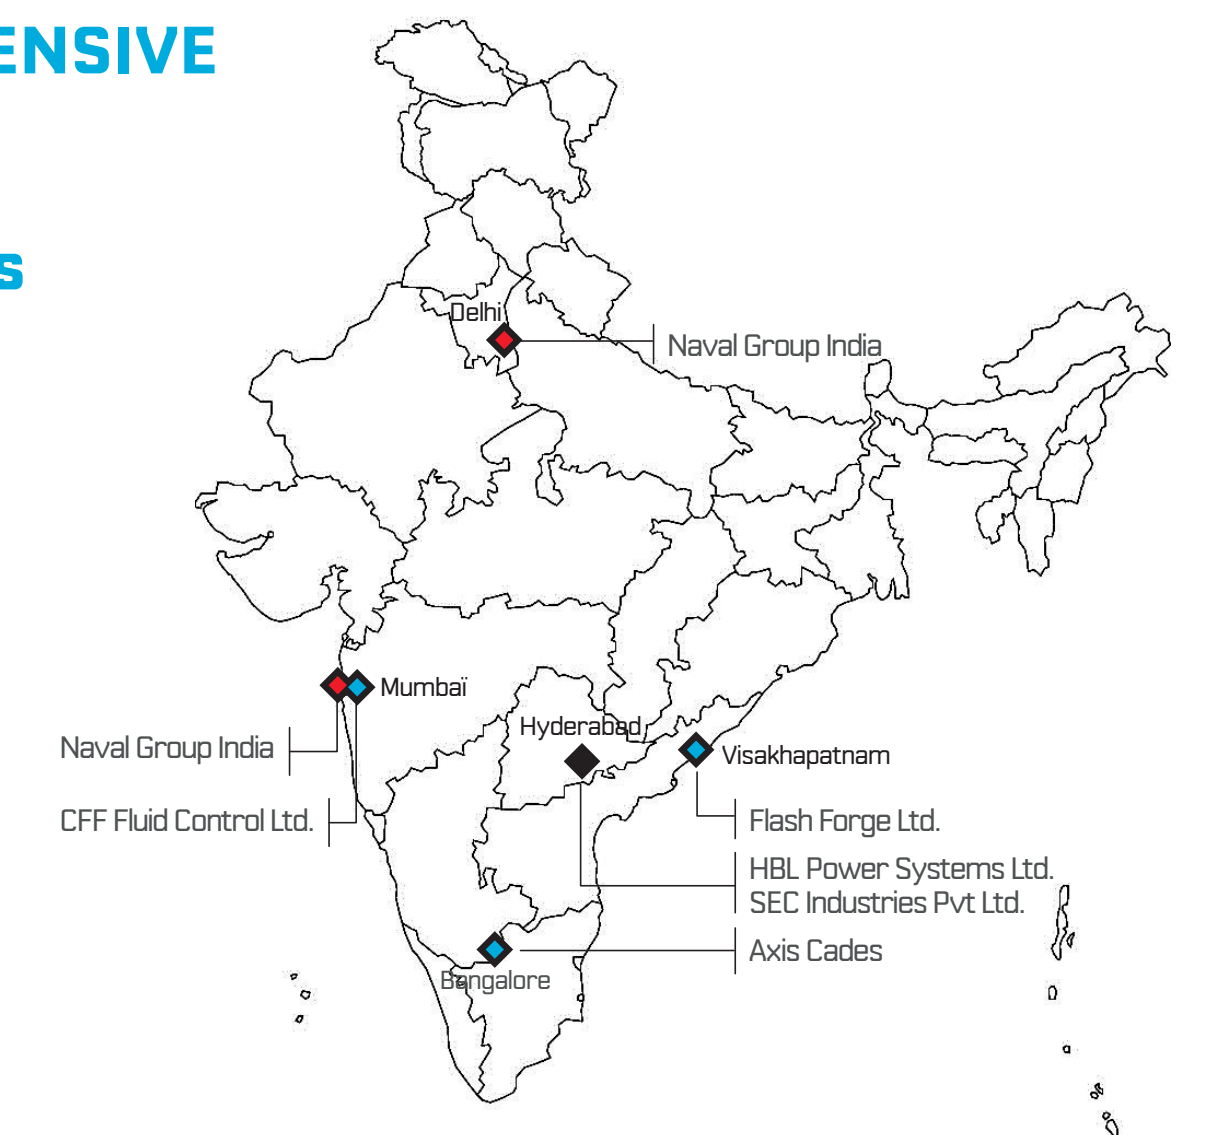 ENSIVE
s
Delhi
Naval Group India
Mumbaï
Hyderabad
Visakhapatnam
Naval Group India
CFF Fluid Control Ltd.
Flash Forge Ltd.
HBL Power Systems Ltd.
SEC Industries Pvt Ltd.
Axis Cades
Bangalore